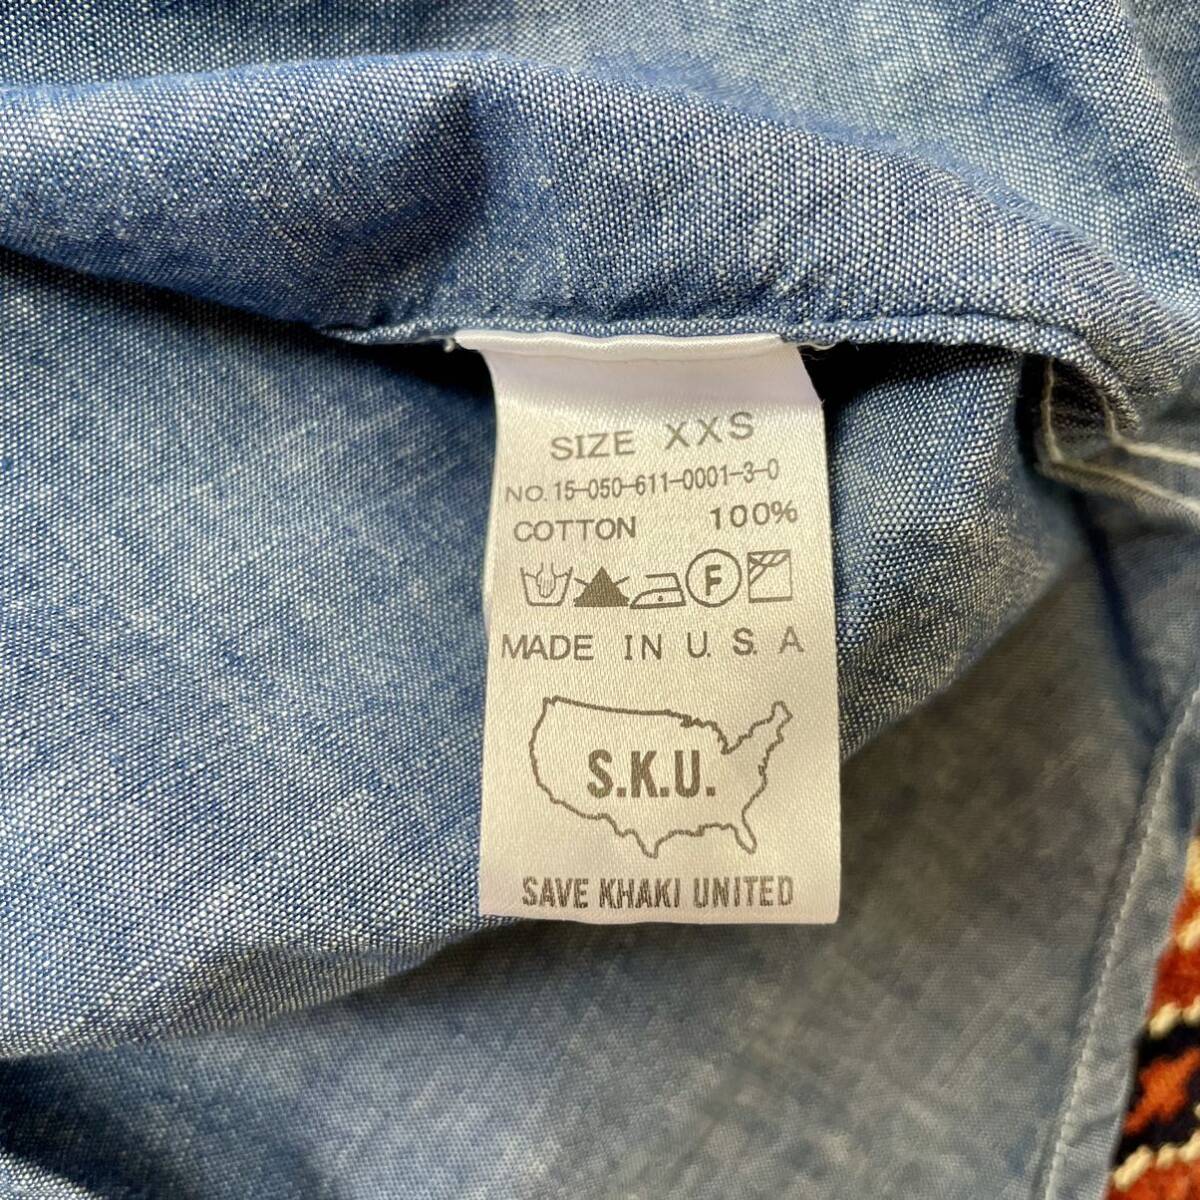 SIZE XXS
NO. 15-050-611-0001-3-0
COTTON 100%
F
MADE IN U. S. A
S.K.U.
SAVE KHAKI UNITED